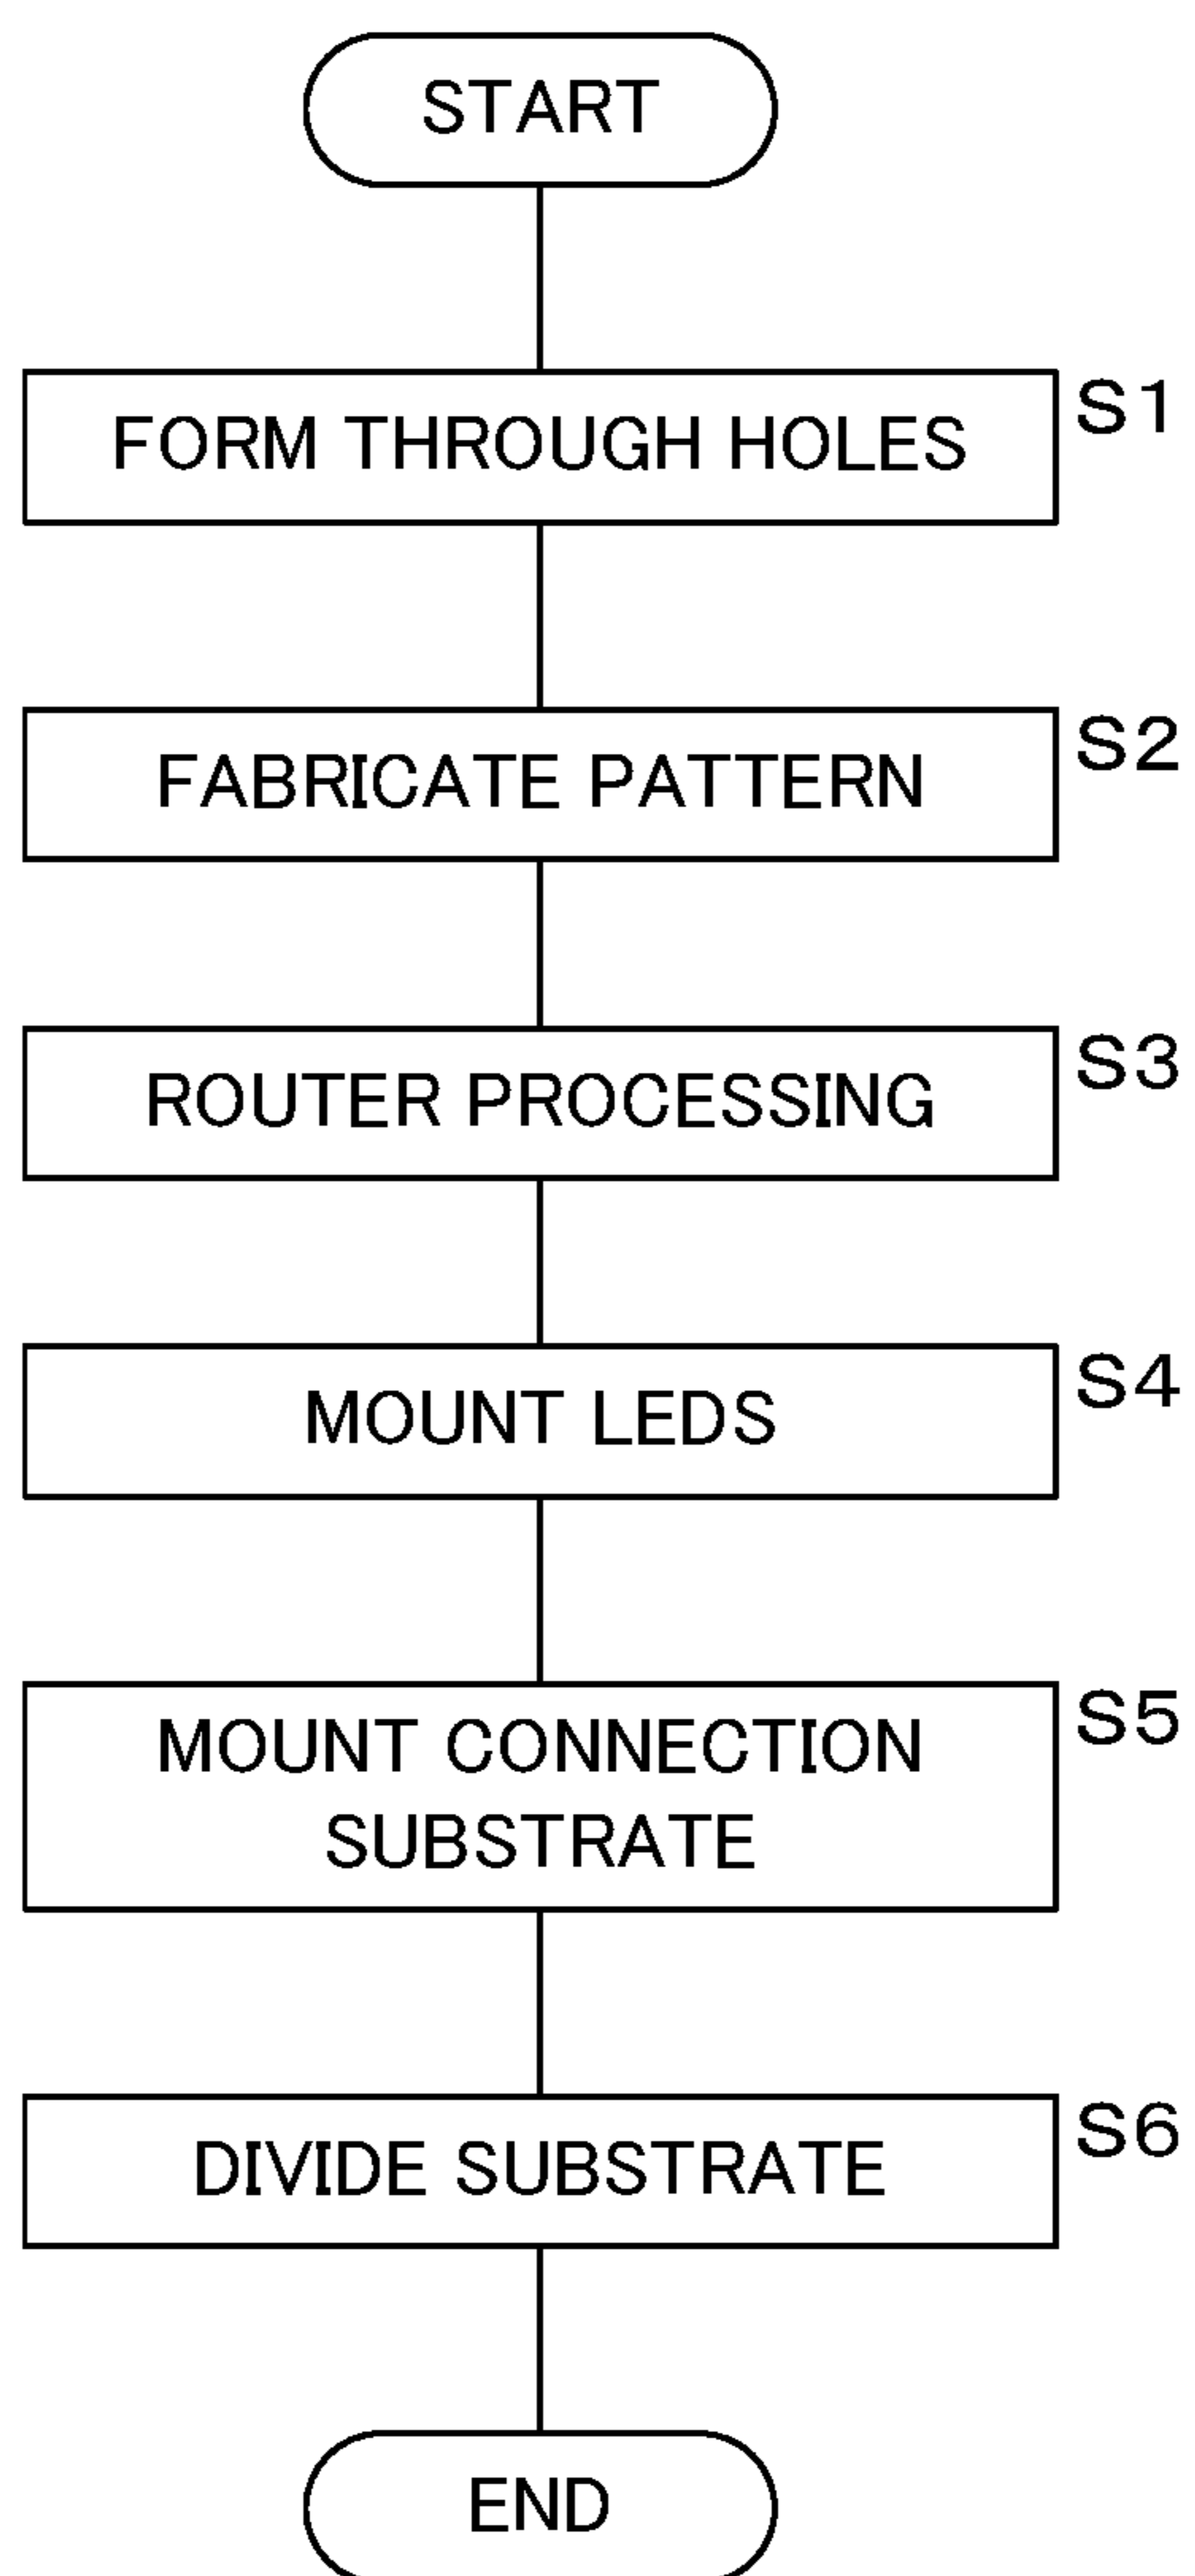 START
FORM THROUGH HOLES
S1
FABRICATE PATTERN
S2
ROUTER PROCESSING
S3
MOUNT LEDS
S4
MOUNT CONNECTION
SUBSTRATE
S5
DIVIDE SUBSTRATE
S6
END